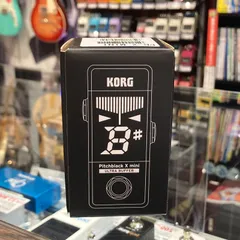 KORG
8#
Pitchblack X mini
ULTRA BUFFER